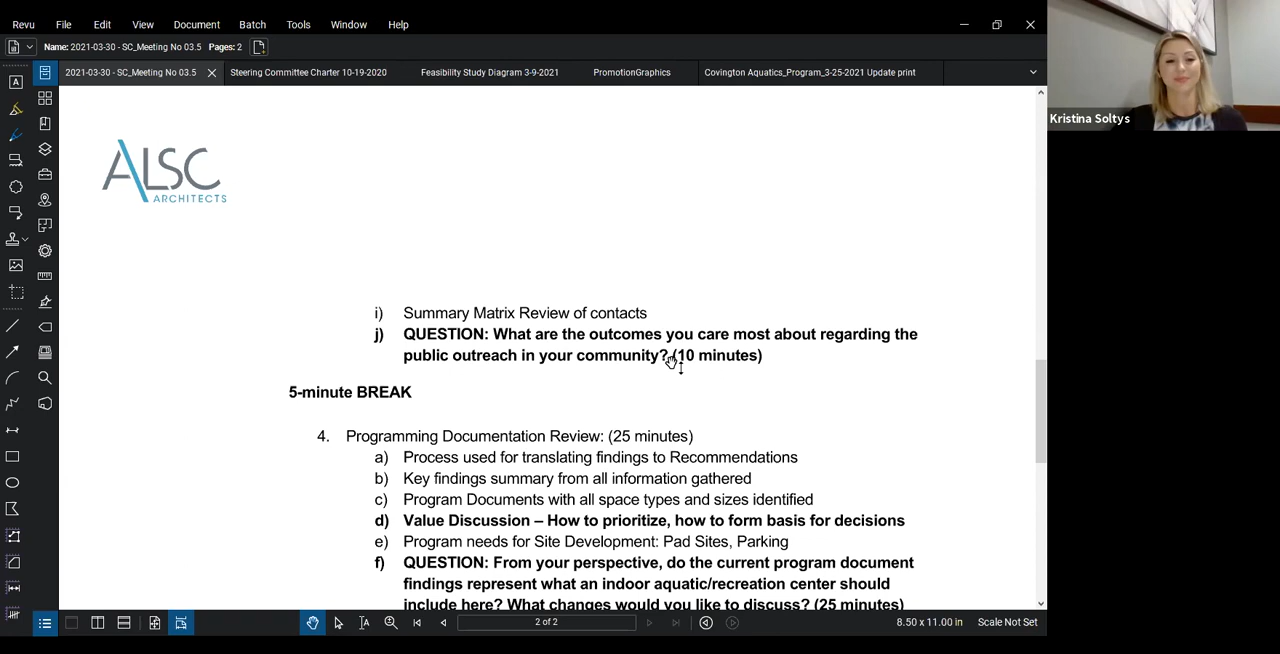 Revu File Edit View Document Batch Tools Window Help
Name: 2021-03-30 - SC_Meeting No 03.5 Pages: 2
2021-03-30 - SC_Meeting No 03.5 Steering Committee Charter 10-19-2020 Feasibility Study Diagram 3-9-2021 PromotionGraphics Covington Aquatics_Program_3-25-2021 Update print
Kristina Soltys
ALSC
ARCHITECTS
i) Summary Matrix Review of contacts
j) QUESTION: What are the outcomes you care most about regarding the
public outreach in your community? (10 minutes)
5-minute BREAK
4. Programming Documentation Review: (25 minutes)
a) Process used for translating findings to Recommendations
b) Key findings summary from all information gathered
c) Program Documents with all space types and sizes identified
d) Value Discussion – How to prioritize, how to form basis for decisions
e) Program needs for Site Development: Pad Sites, Parking
f) QUESTION: From your perspective, do the current program document
findings represent what an indoor aquatic/recreation center should
include here? What changes would you like to discuss? (25 minutes)
2 of 2 8.50 x 11.00 in Scale Not Set